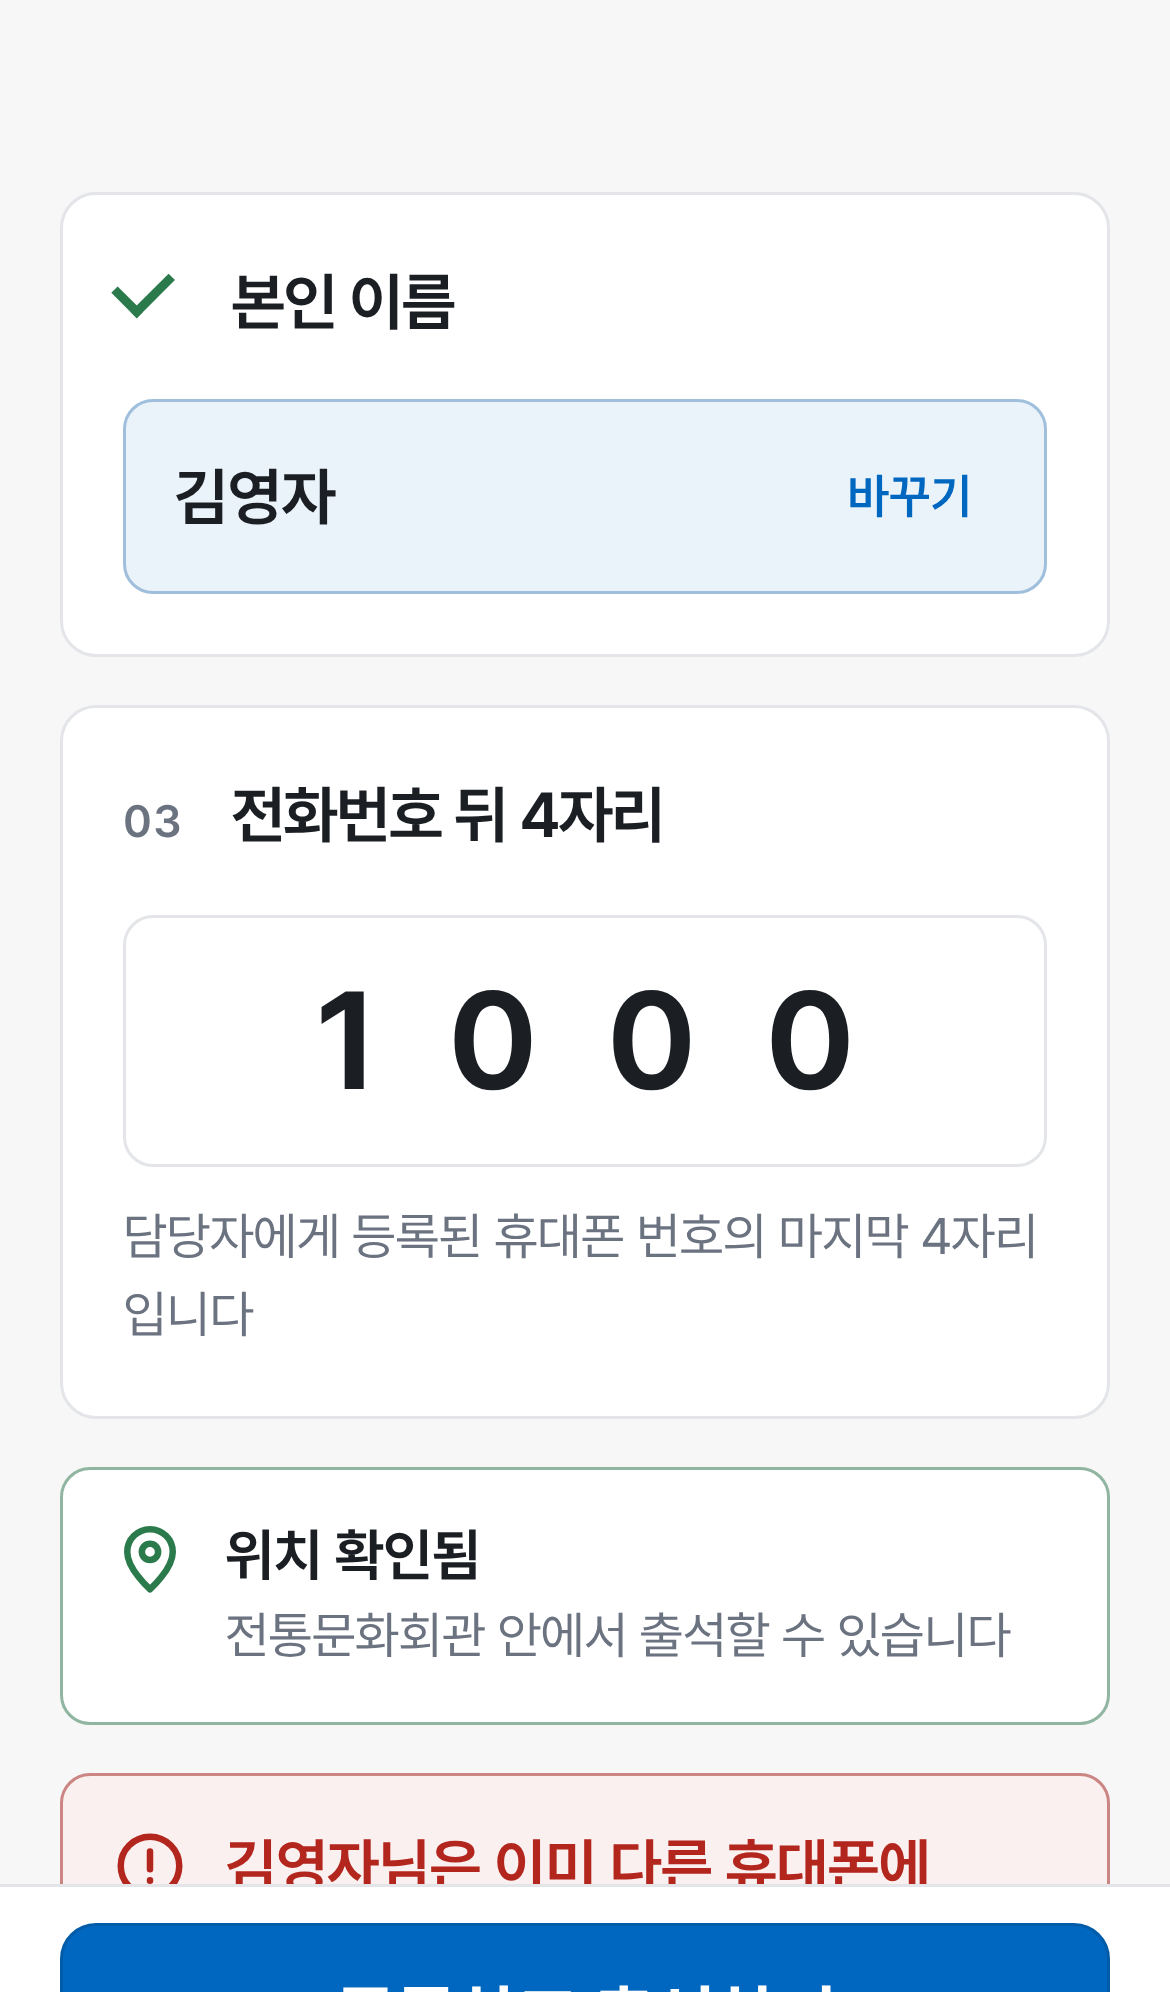 본인 이름
김영자
바꾸기
03
전화번호 뒤 4자리
1 0 0 0
담당자에게 등록된 휴대폰 번호의 마지막 4자리
입니다
위치 확인됨
전통문화회관 안에서 출석할 수 있습니다
김영자님은 이미 다른 휴대폰에